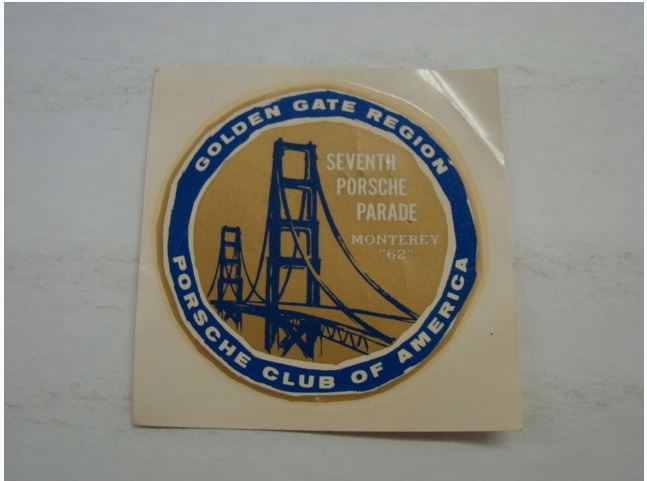 GOLDEN GATE REGION
SEVENTH
PORSCHE
PARADE
MONTEREY
"62"
PORSCHE CLUB OF AMERICA